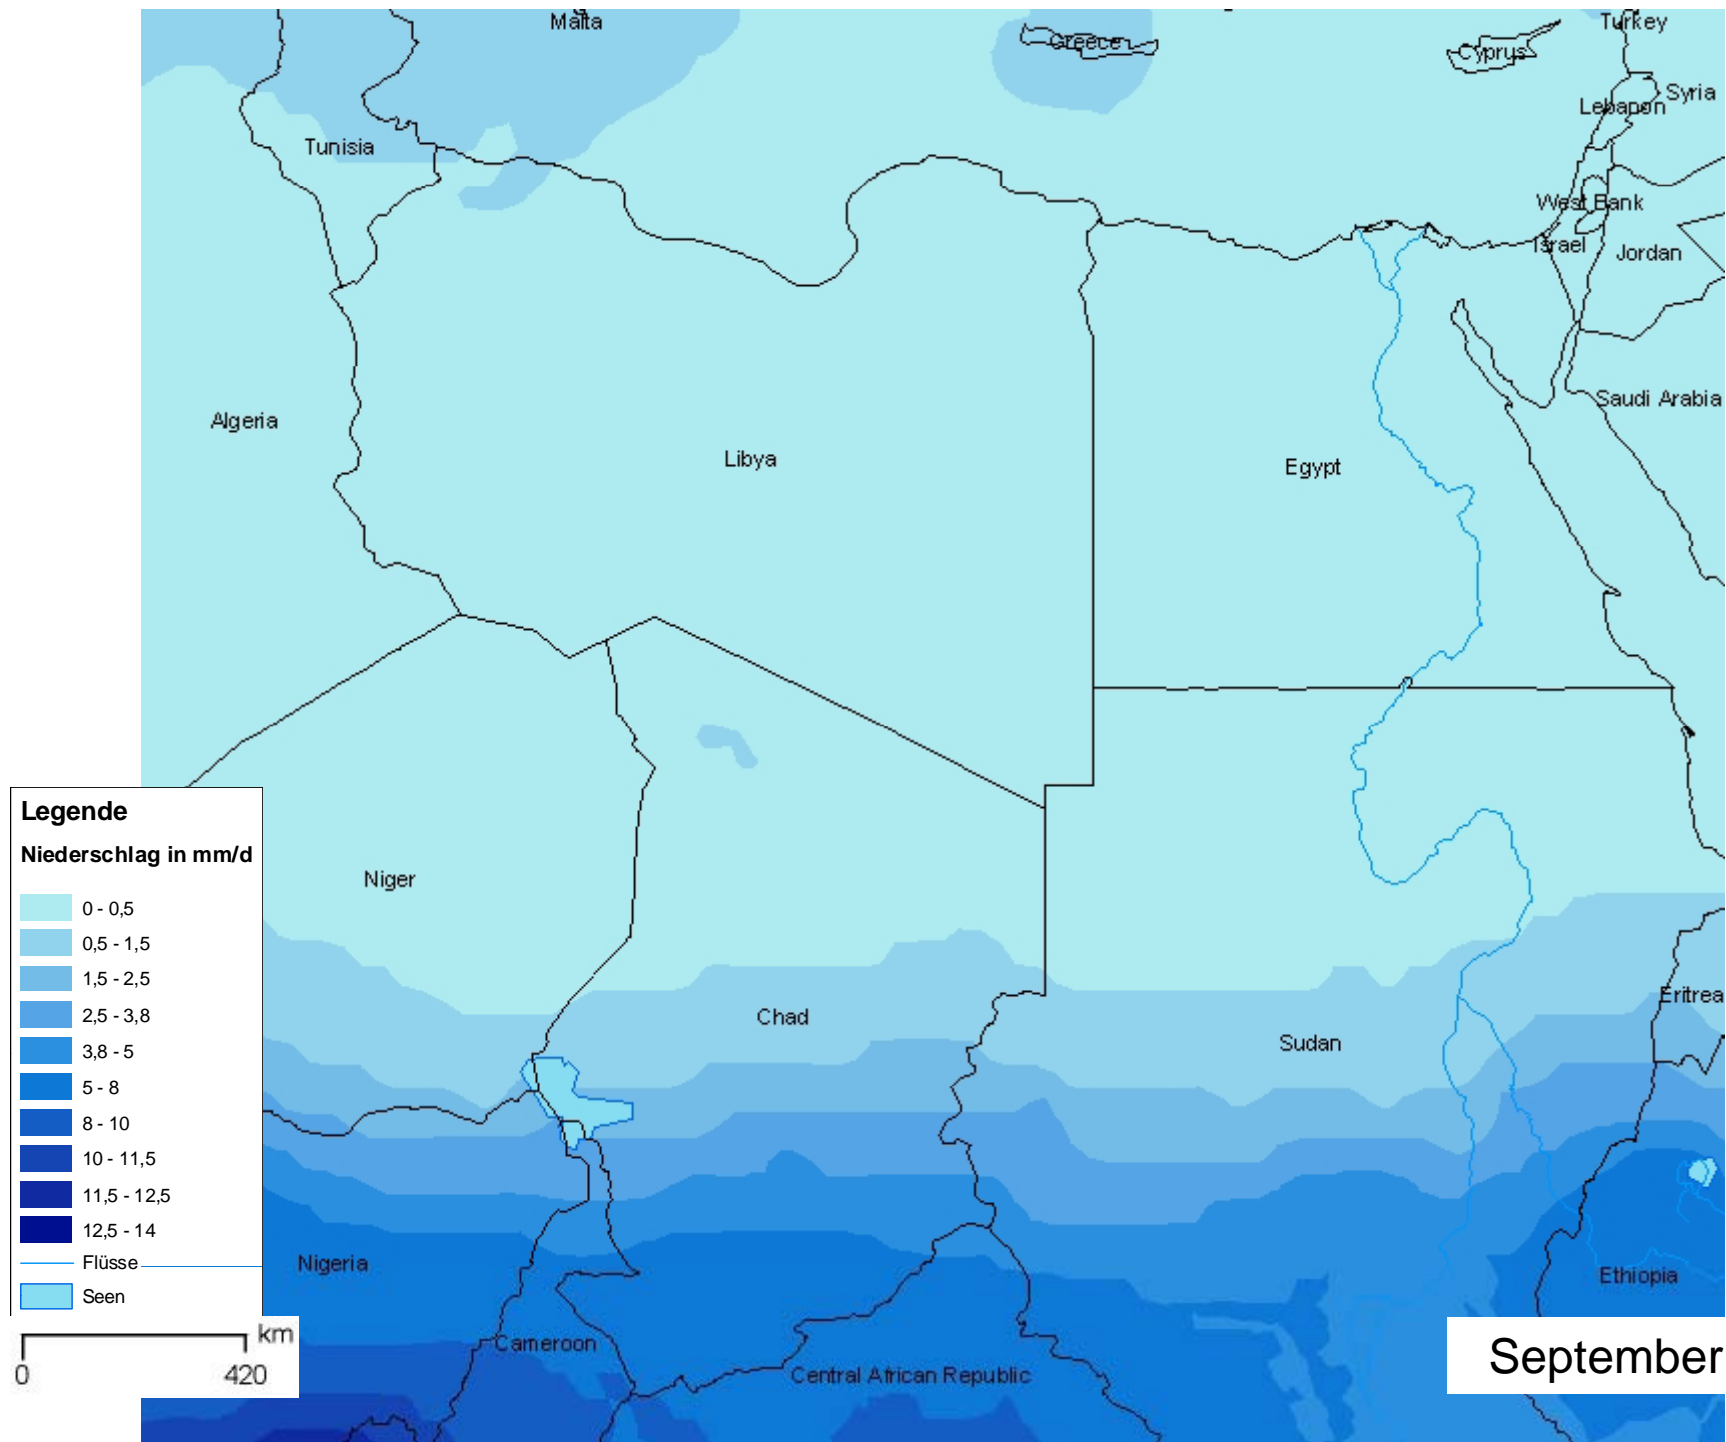 Malta
Greece
Cyprus
Turkey
Syria
Lebanon
Tunisia
West Bank
Israel
Jordan
Saudi Arabia
Algeria
Libya
Egypt
Niger
Chad
Sudan
Eritrea
Nigeria
Ethiopia
Cameroon
Central African Republic
Legende
Niederschlag in mm/d
0 - 0,5
0,5 - 1,5
1,5 - 2,5
2,5 - 3,8
3,8 - 5
5 - 8
8 - 10
10 - 11,5
11,5 - 12,5
12,5 - 14
Flüsse
Seen
km
0 420
September